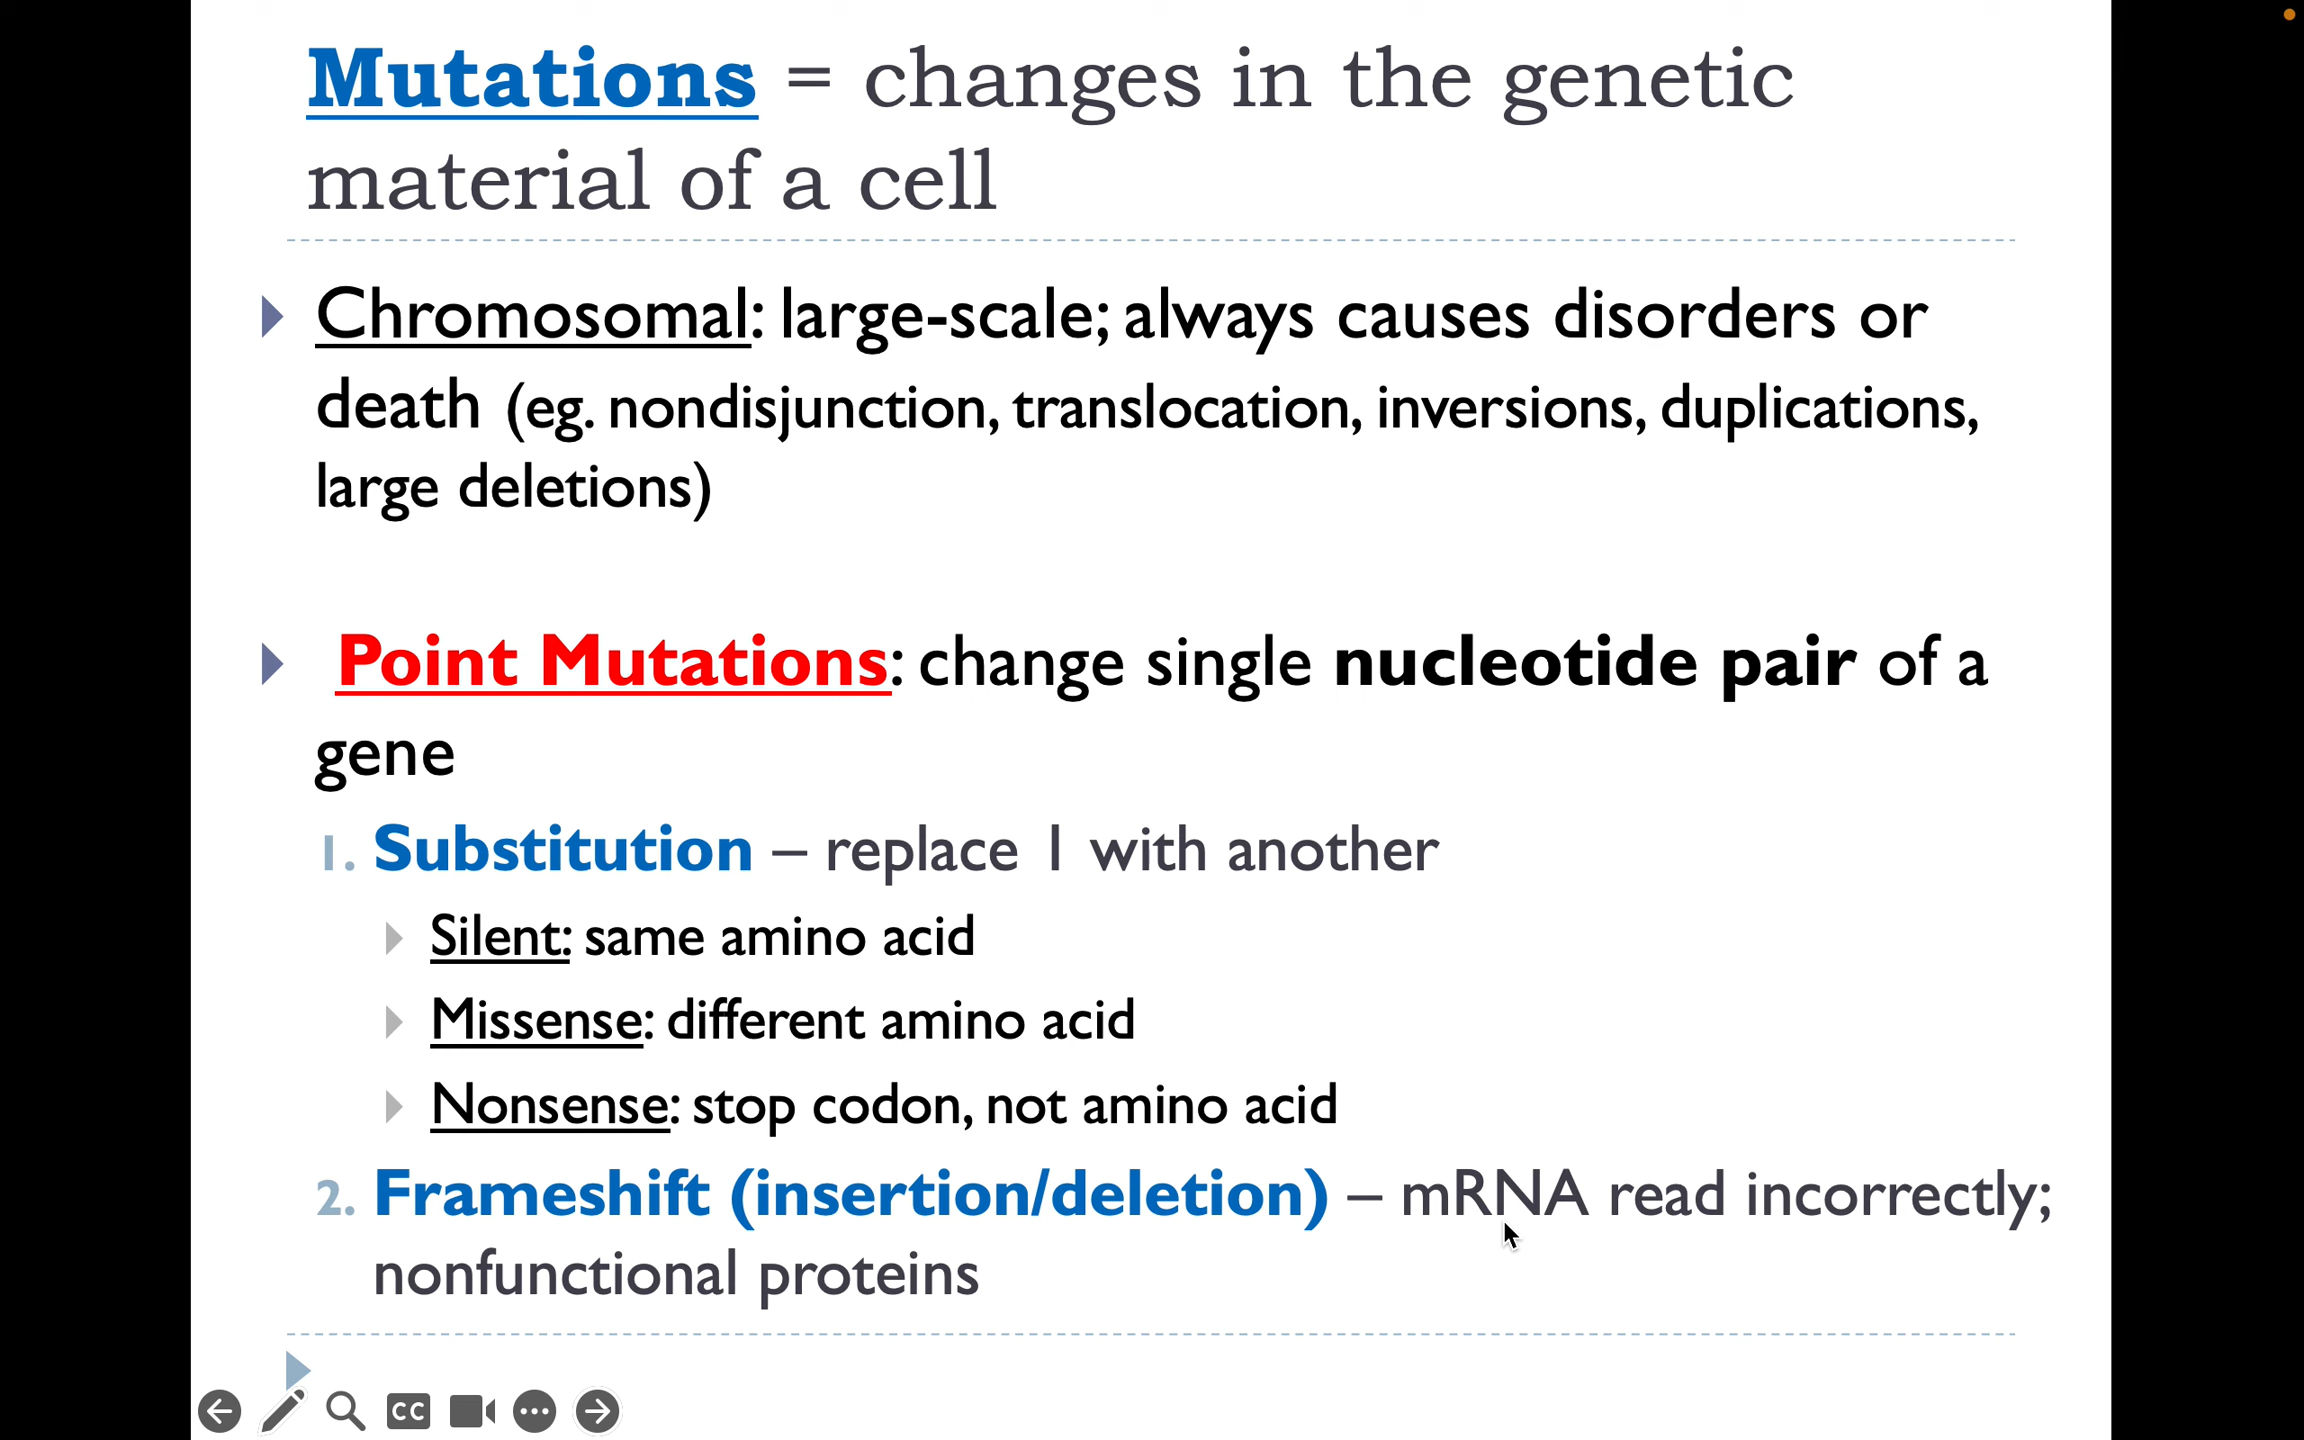 Mutations = changes in the genetic
material of a cell
Chromosomal: large-scale; always causes disorders or
death (eg. nondisjunction, translocation, inversions, duplications,
large deletions)
Point Mutations: change single nucleotide pair of a
gene
1. Substitution – replace 1 with another
Silent: same amino acid
Missense: different amino acid
Nonsense: stop codon, not amino acid
2. Frameshift (insertion/deletion) – mRNA read incorrectly;
nonfunctional proteins
CC